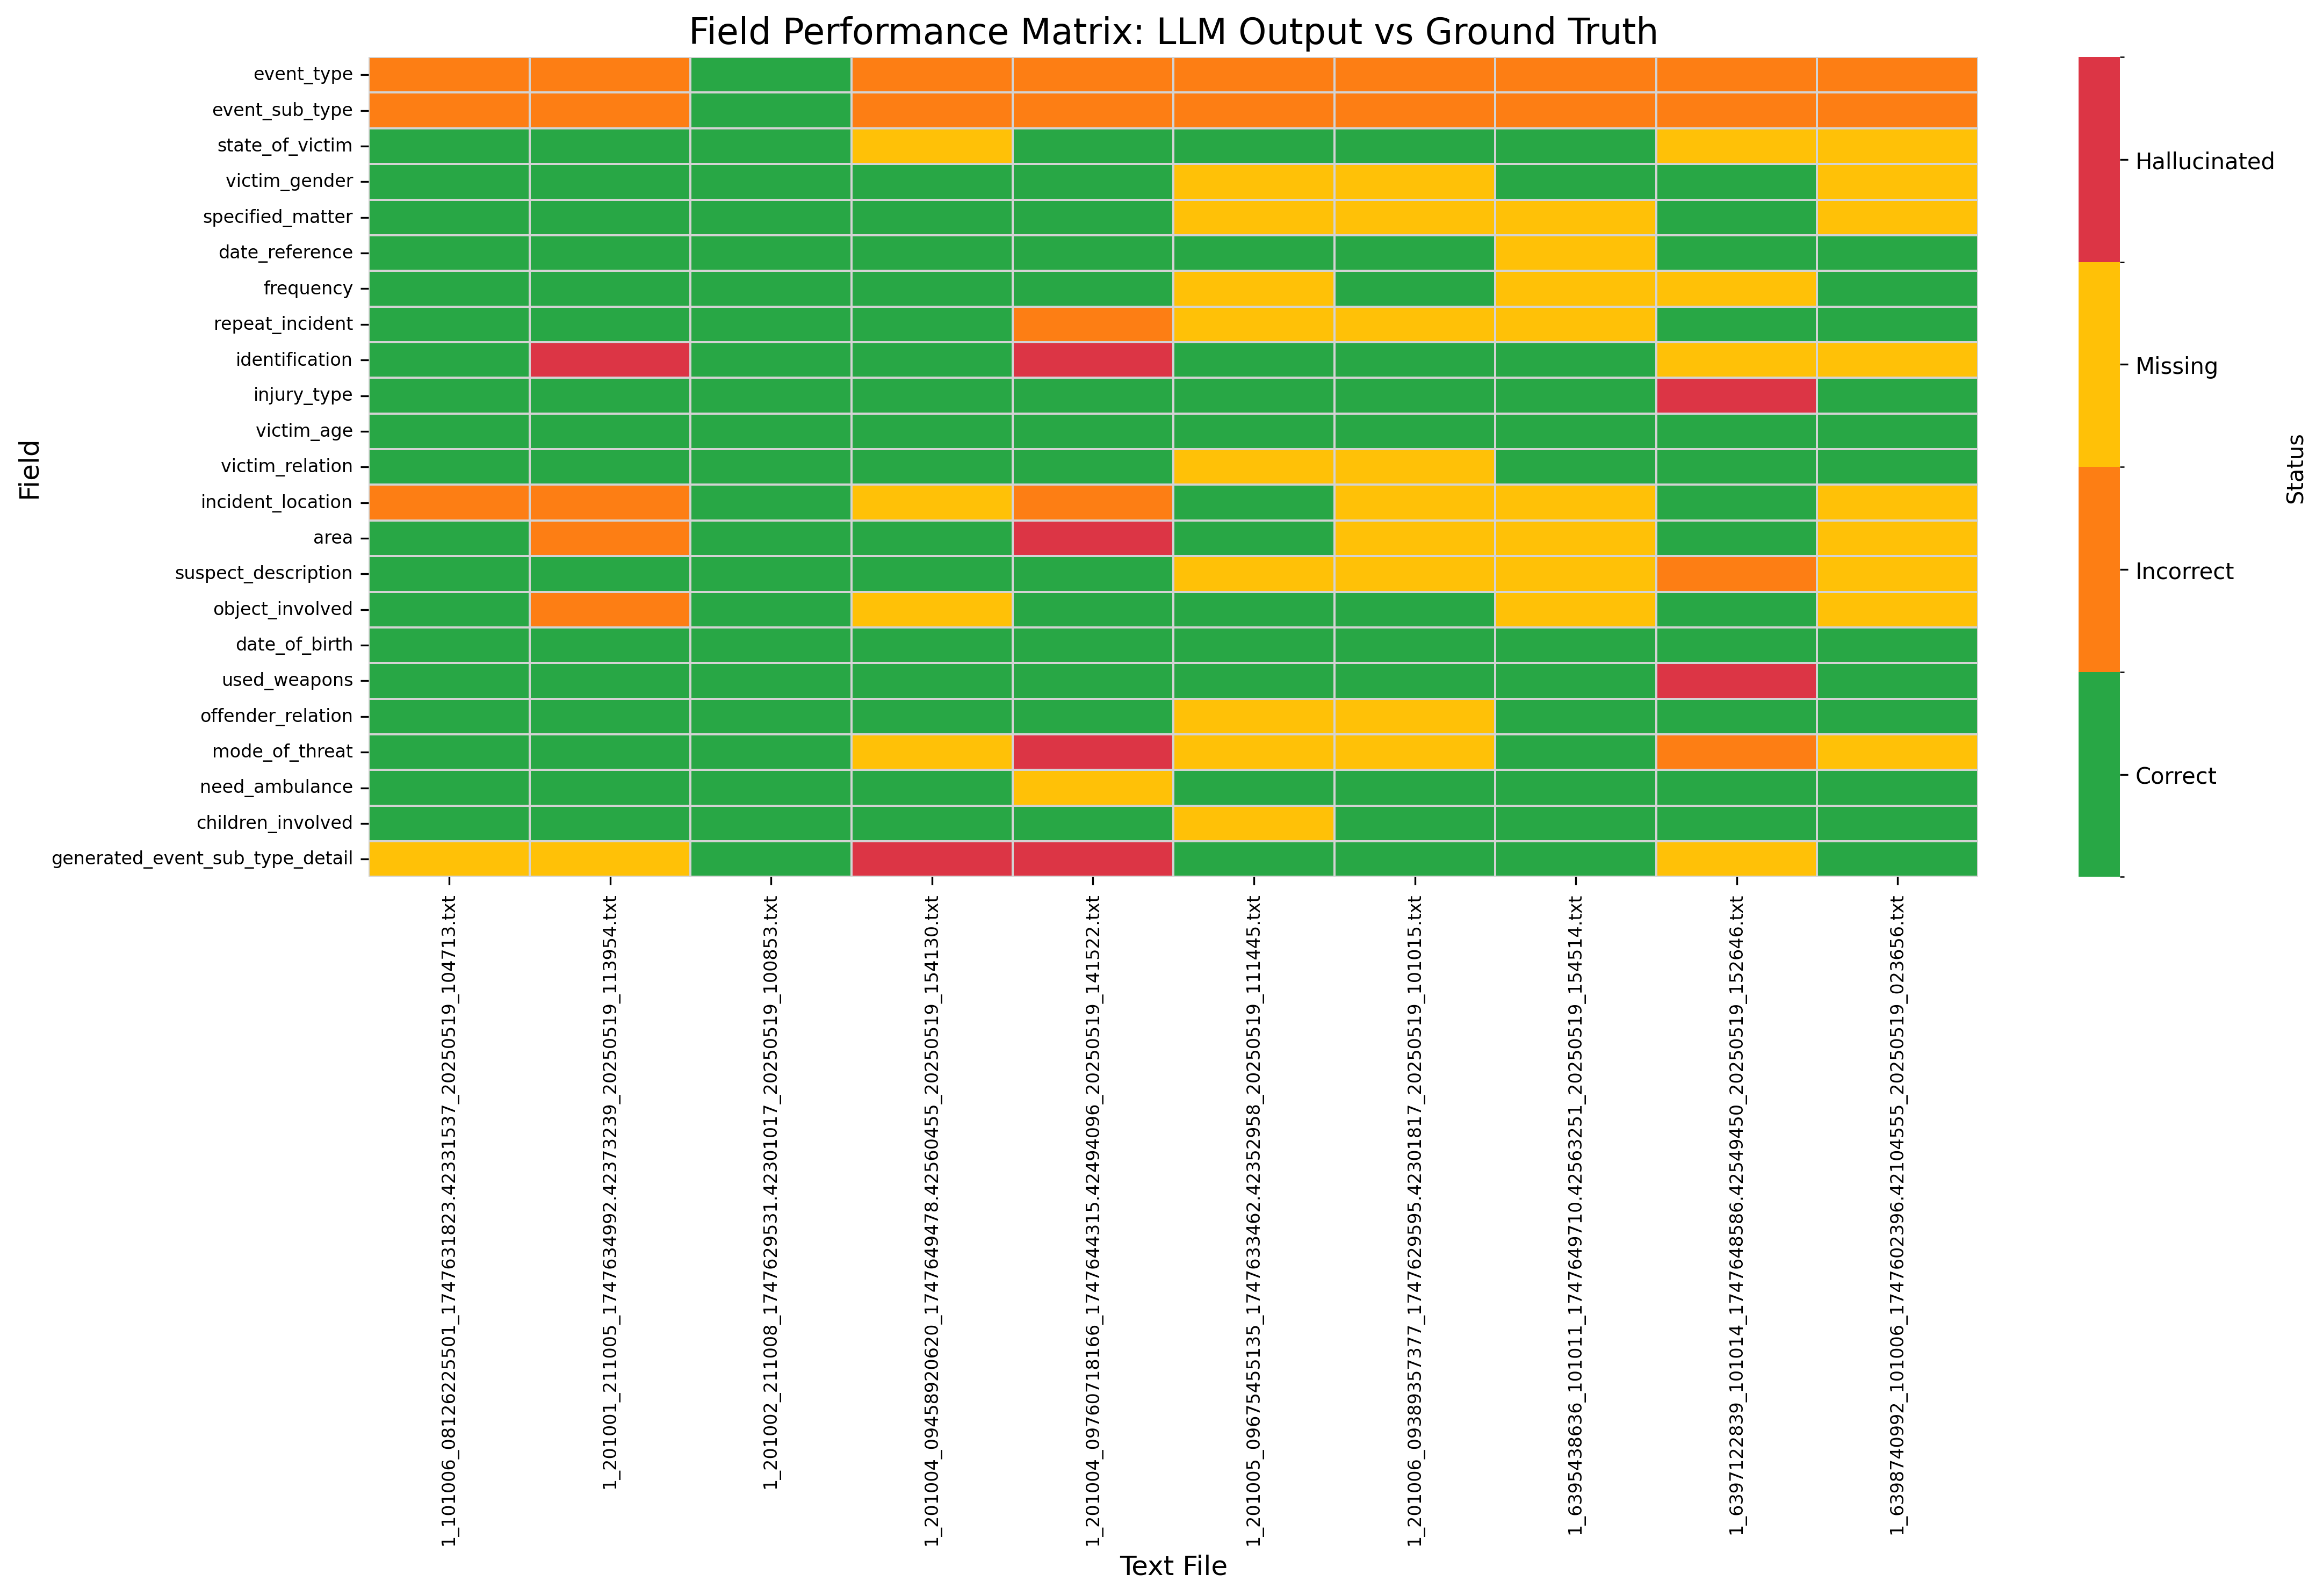 Field Performance Matrix: LLM Output vs Ground Truth
event_type
event_sub_type
state_of_victim
victim_gender
specified_matter
date_reference
frequency
repeat_incident
identification
injury_type
victim_age
victim_relation
incident_location
area
suspect_description
object_involved
date_of_birth
used_weapons
offender_relation
mode_of_threat
need_ambulance
children_involved
generated_event_sub_type_detail
Field
1_101006_08126225501_1747631823.42331537_20250519_104713.txt
1_201001_211005_1747634992.42373239_20250519_113954.txt
1_201002_211008_1747629531.42301017_20250519_100853.txt
1_201004_09458920620_1747649478.42560455_20250519_154130.txt
1_201004_09760718166_1747644315.42494096_20250519_141522.txt
1_201005_09675455135_1747633462.42352958_20250519_111445.txt
1_201006_09389357377_1747629595.42301817_20250519_101015.txt
1_6395438636_101011_1747649710.42563251_20250519_154514.txt
1_6397122839_101014_1747648586.42549450_20250519_152646.txt
1_6398740992_101006_1747602396.42104555_20250519_023656.txt
Text File
Hallucinated
Missing
Incorrect
Correct
Status